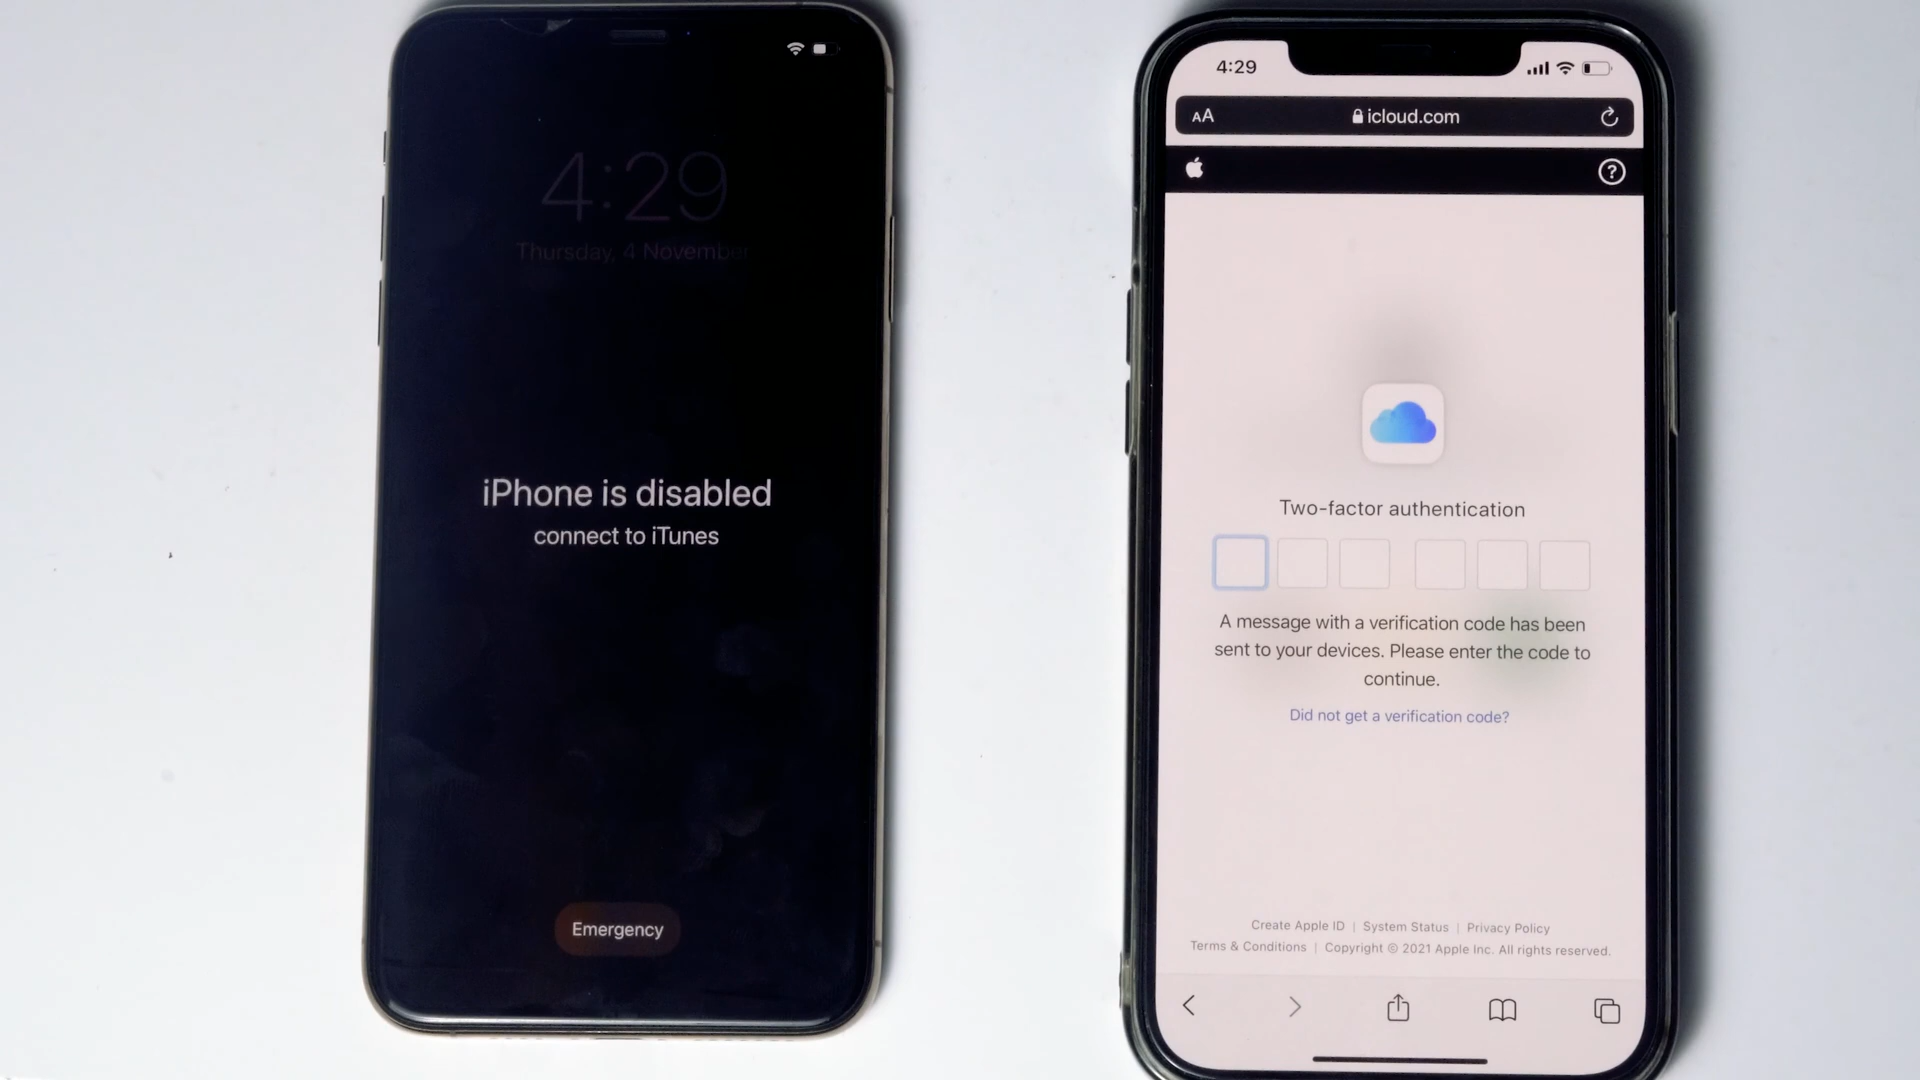 4:29
Thursday, 4 November
iPhone is disabled
connect to iTunes
Emergency
4:29
AA
icloud.com
?
Two-factor authentication
A message with a verification code has been
sent to your devices. Please enter the code to
continue.
Did not get a verification code?
Create Apple ID | System Status | Privacy Policy
Terms & Conditions | Copyright © 2021 Apple Inc. All rights reserved.